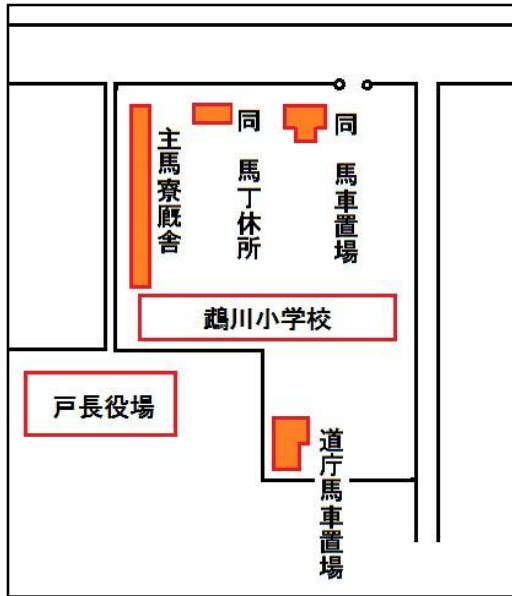 主馬寮厩舎
同 馬丁休所
同 馬車置場
鵡川小学校
戸長役場
道庁馬車置場